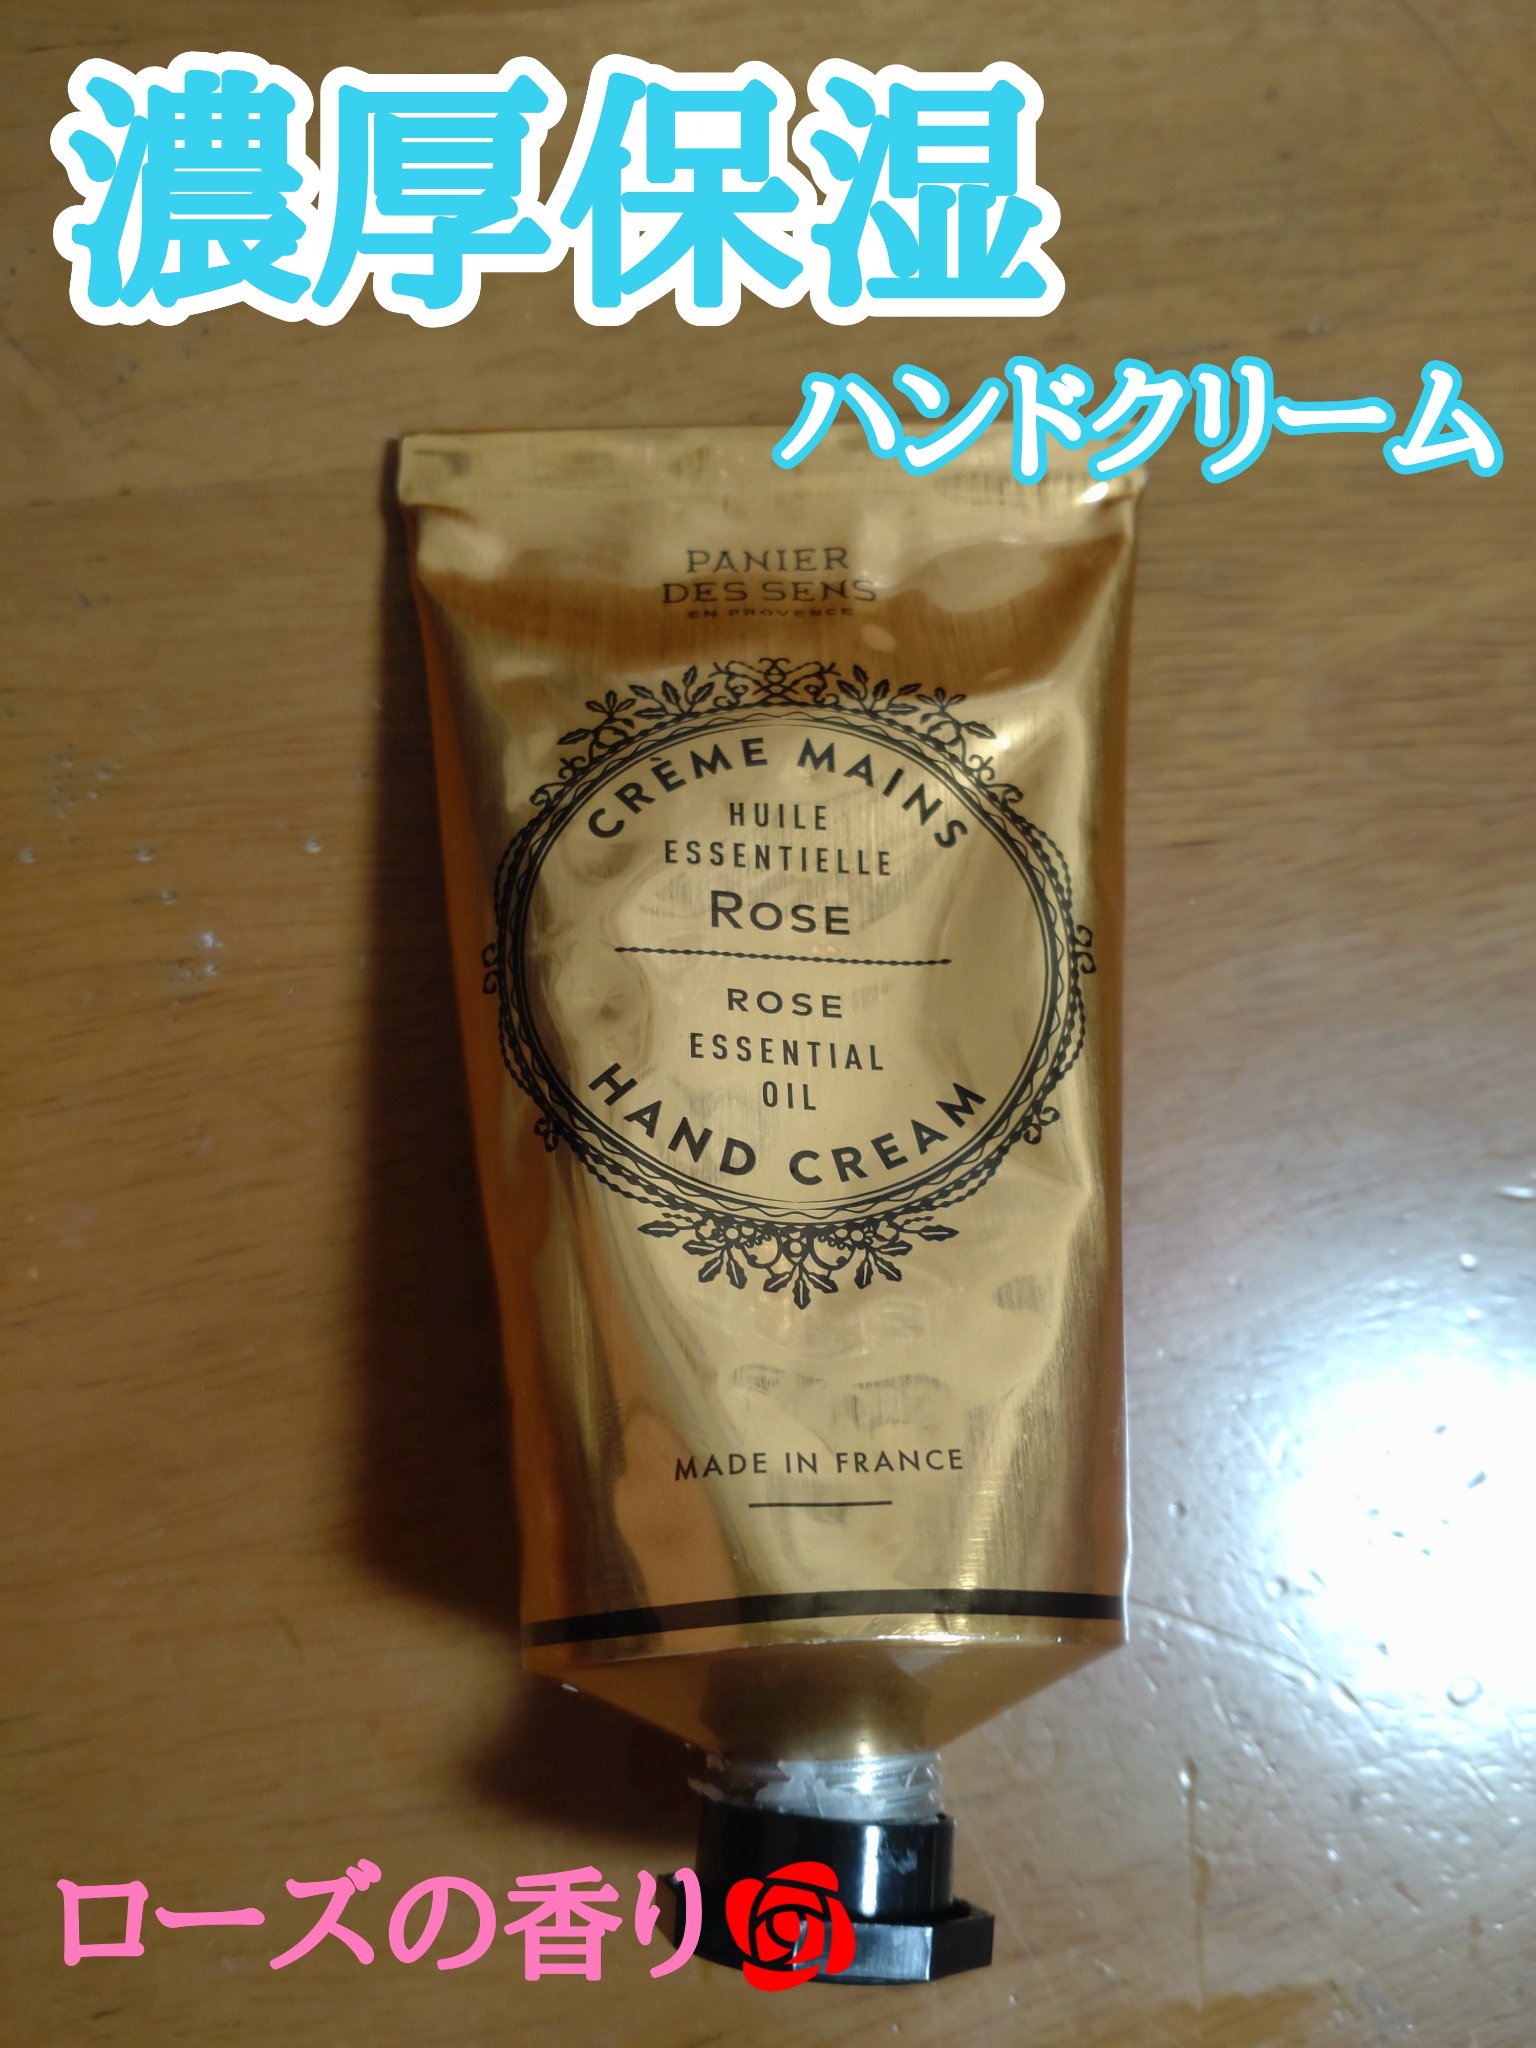 濃厚保湿
ハンドクリーム
PANIER
DES SENS
EN PROVENCE
CRÈME MAINS
HUILE
ESSENTIELLE
ROSE
ROSE
ESSENTIAL
OIL
HAND CREAM
MADE IN FRANCE
ローズの香り